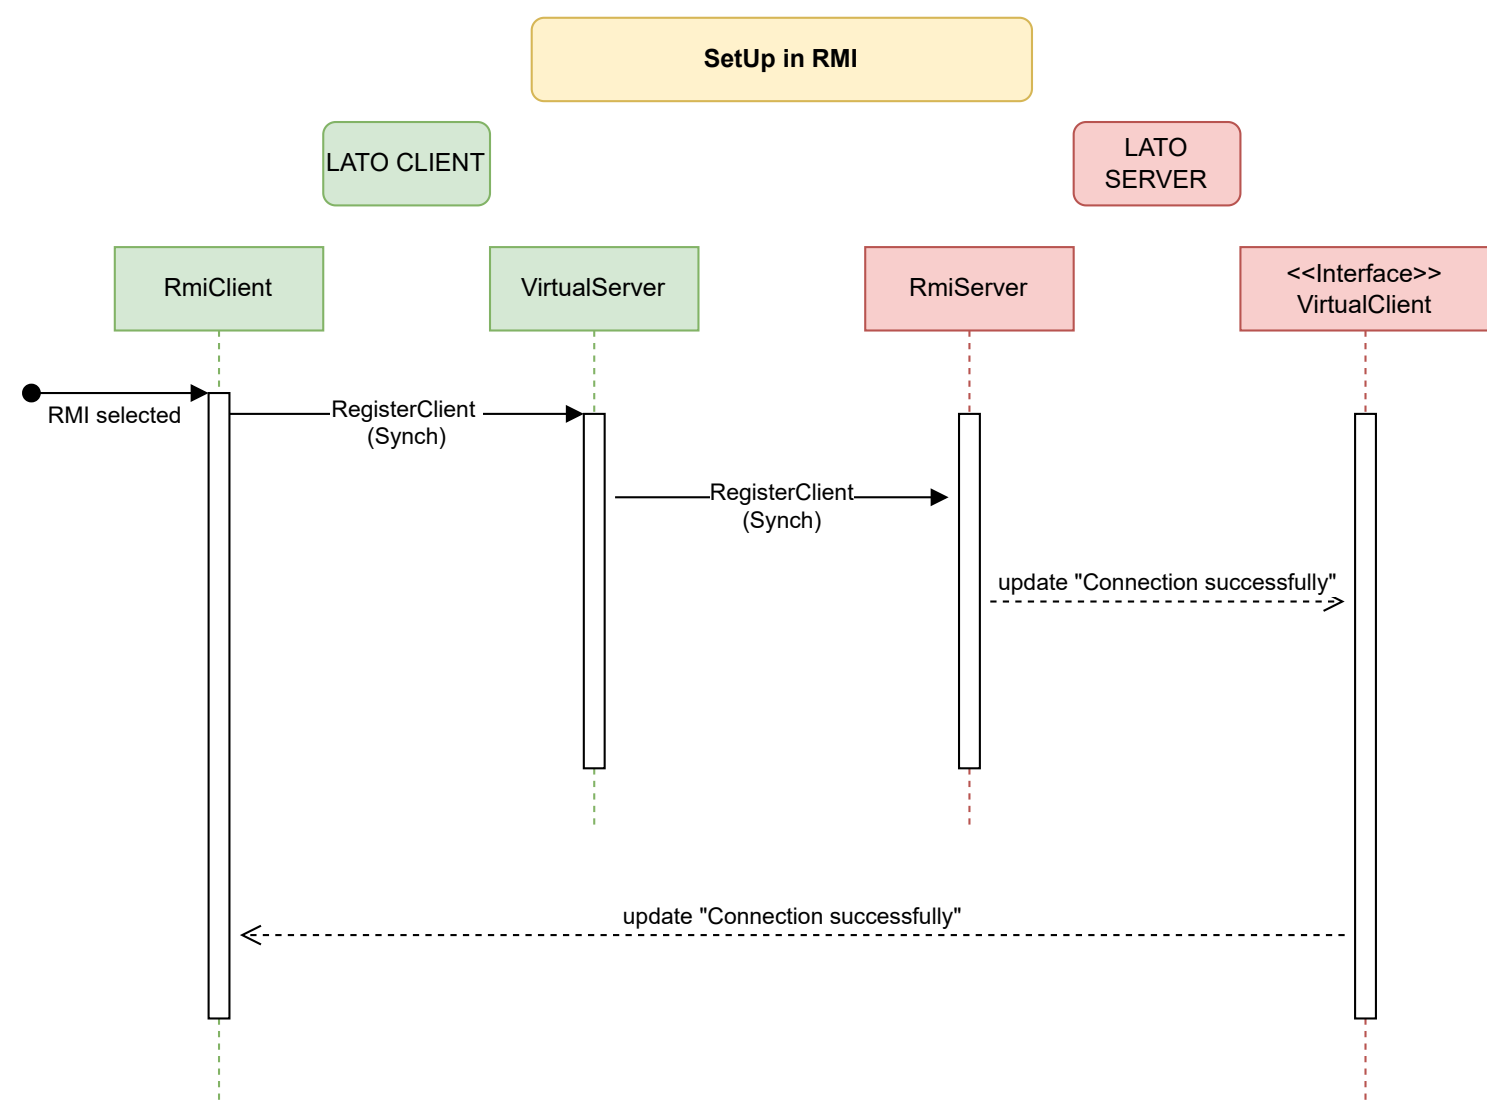 SetUp in RMI
LATO CLIENT
LATO
SERVER
RmiClient
VirtualServer
RmiServer
<<Interface>>
VirtualClient
RMI selected
RegisterClient
(Synch)
RegisterClient
(Synch)
update "Connection successfully"
update "Connection successfully"